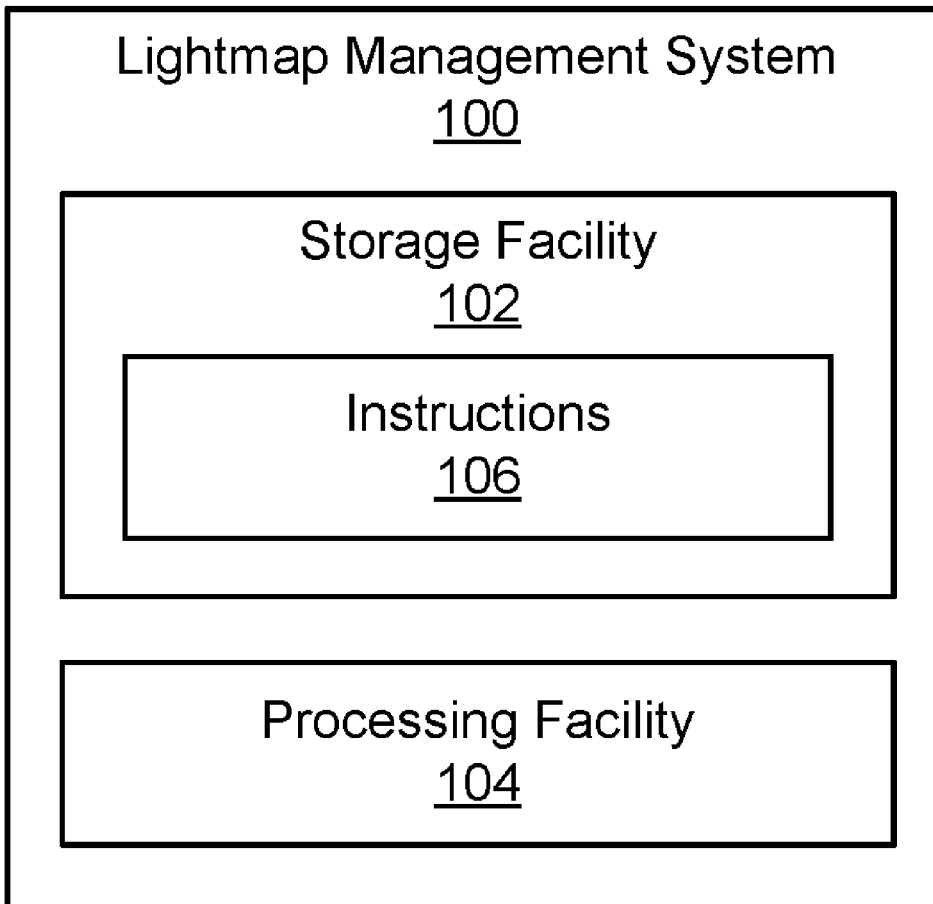 Lightmap Management System
100
Storage Facility
102
Instructions
106
Processing Facility
104